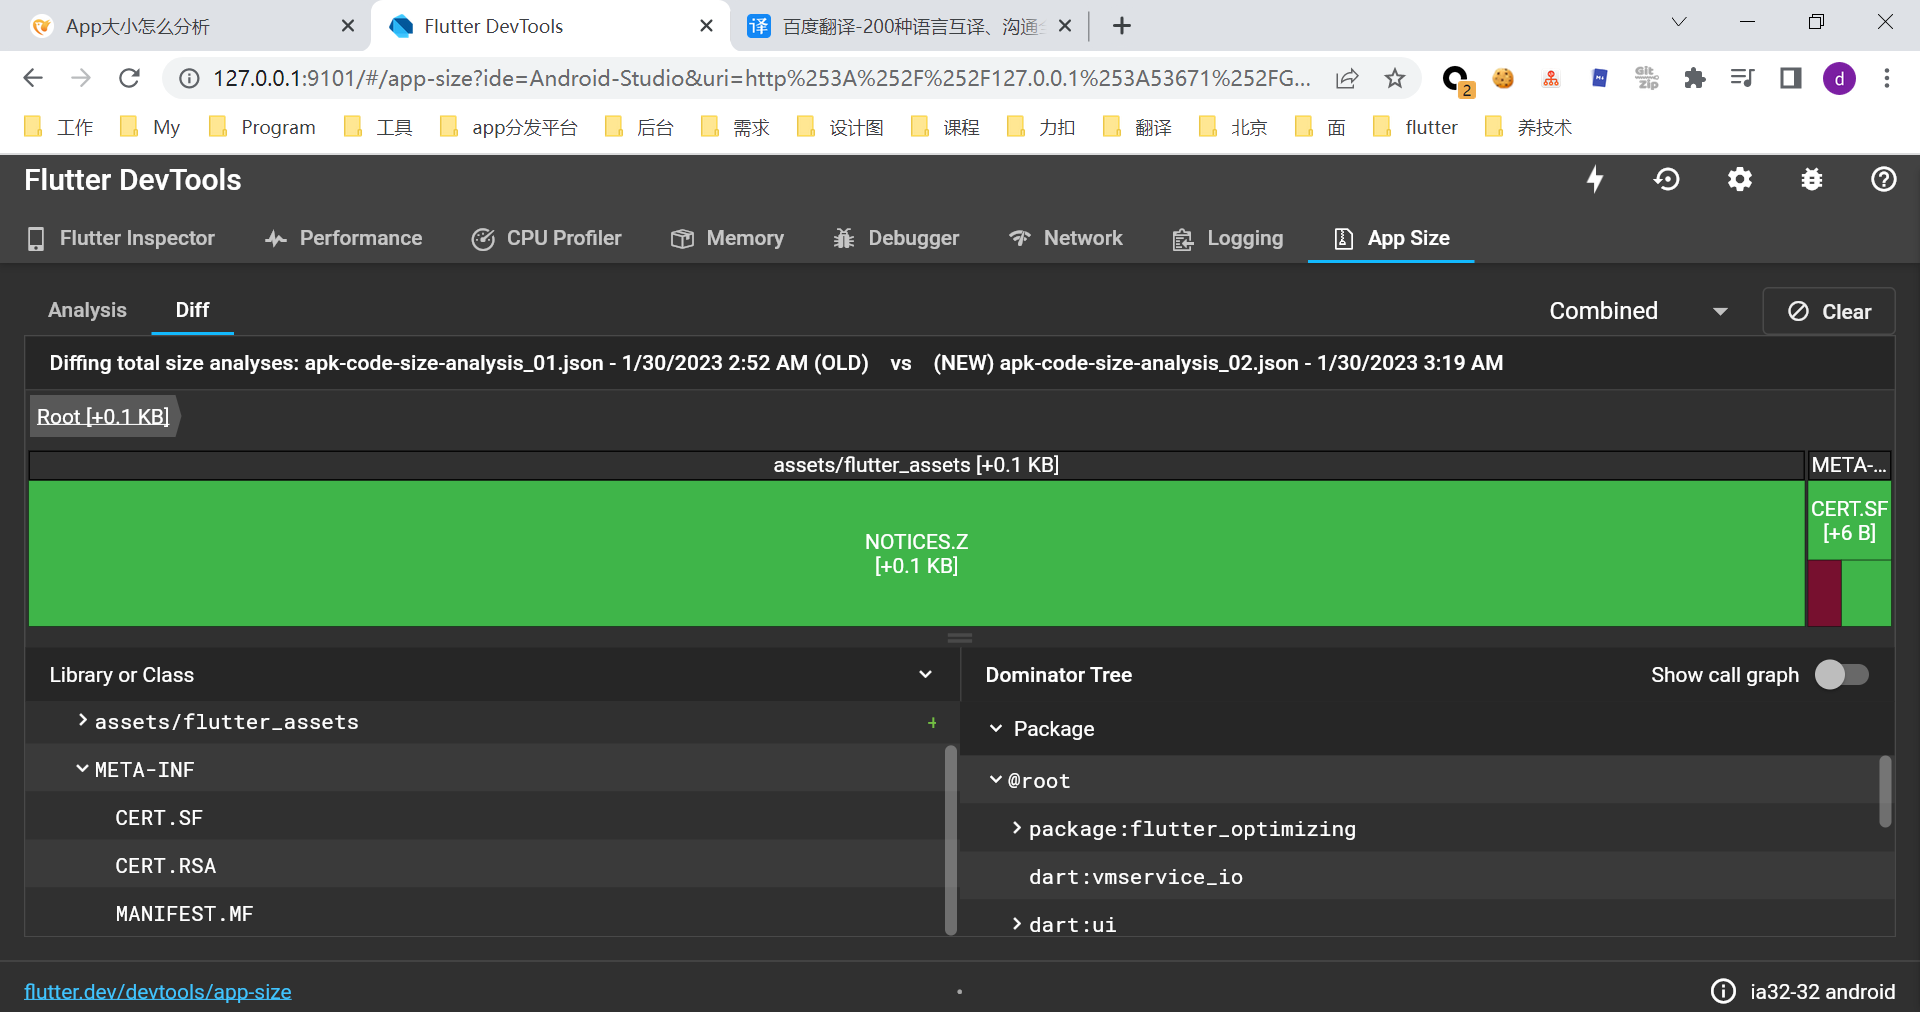 App大小怎么分析
Flutter DevTools
百度翻译-200种语言互译、沟通
127.0.0.1:9101/#/app-size?ide=Android-Studio&uri=http%253A%252F%252F127.0.0.1%253A53671%252FG...
2
Git zip
d
工作 My Program 工具 app分发平台 后台 需求 设计图 课程 力扣 翻译 北京 面 flutter 养技术
Flutter DevTools
Flutter Inspector Performance CPU Profiler Memory Debugger Network Logging App Size
Analysis Diff Combined Clear
Diffing total size analyses: apk-code-size-analysis_01.json - 1/30/2023 2:52 AM (OLD) vs (NEW) apk-code-size-analysis_02.json - 1/30/2023 3:19 AM
Root [+0.1 KB]
assets/flutter_assets [+0.1 KB]
META-...
NOTICES.Z
[+0.1 KB]
CERT.SF
[+6 B]
Library or Class
assets/flutter_assets +
META-INF
CERT.SF
CERT.RSA
MANIFEST.MF
Dominator Tree Show call graph
Package
@root
package:flutter_optimizing
dart:vmservice_io
dart:ui
flutter.dev/devtools/app-size
ia32-32 android